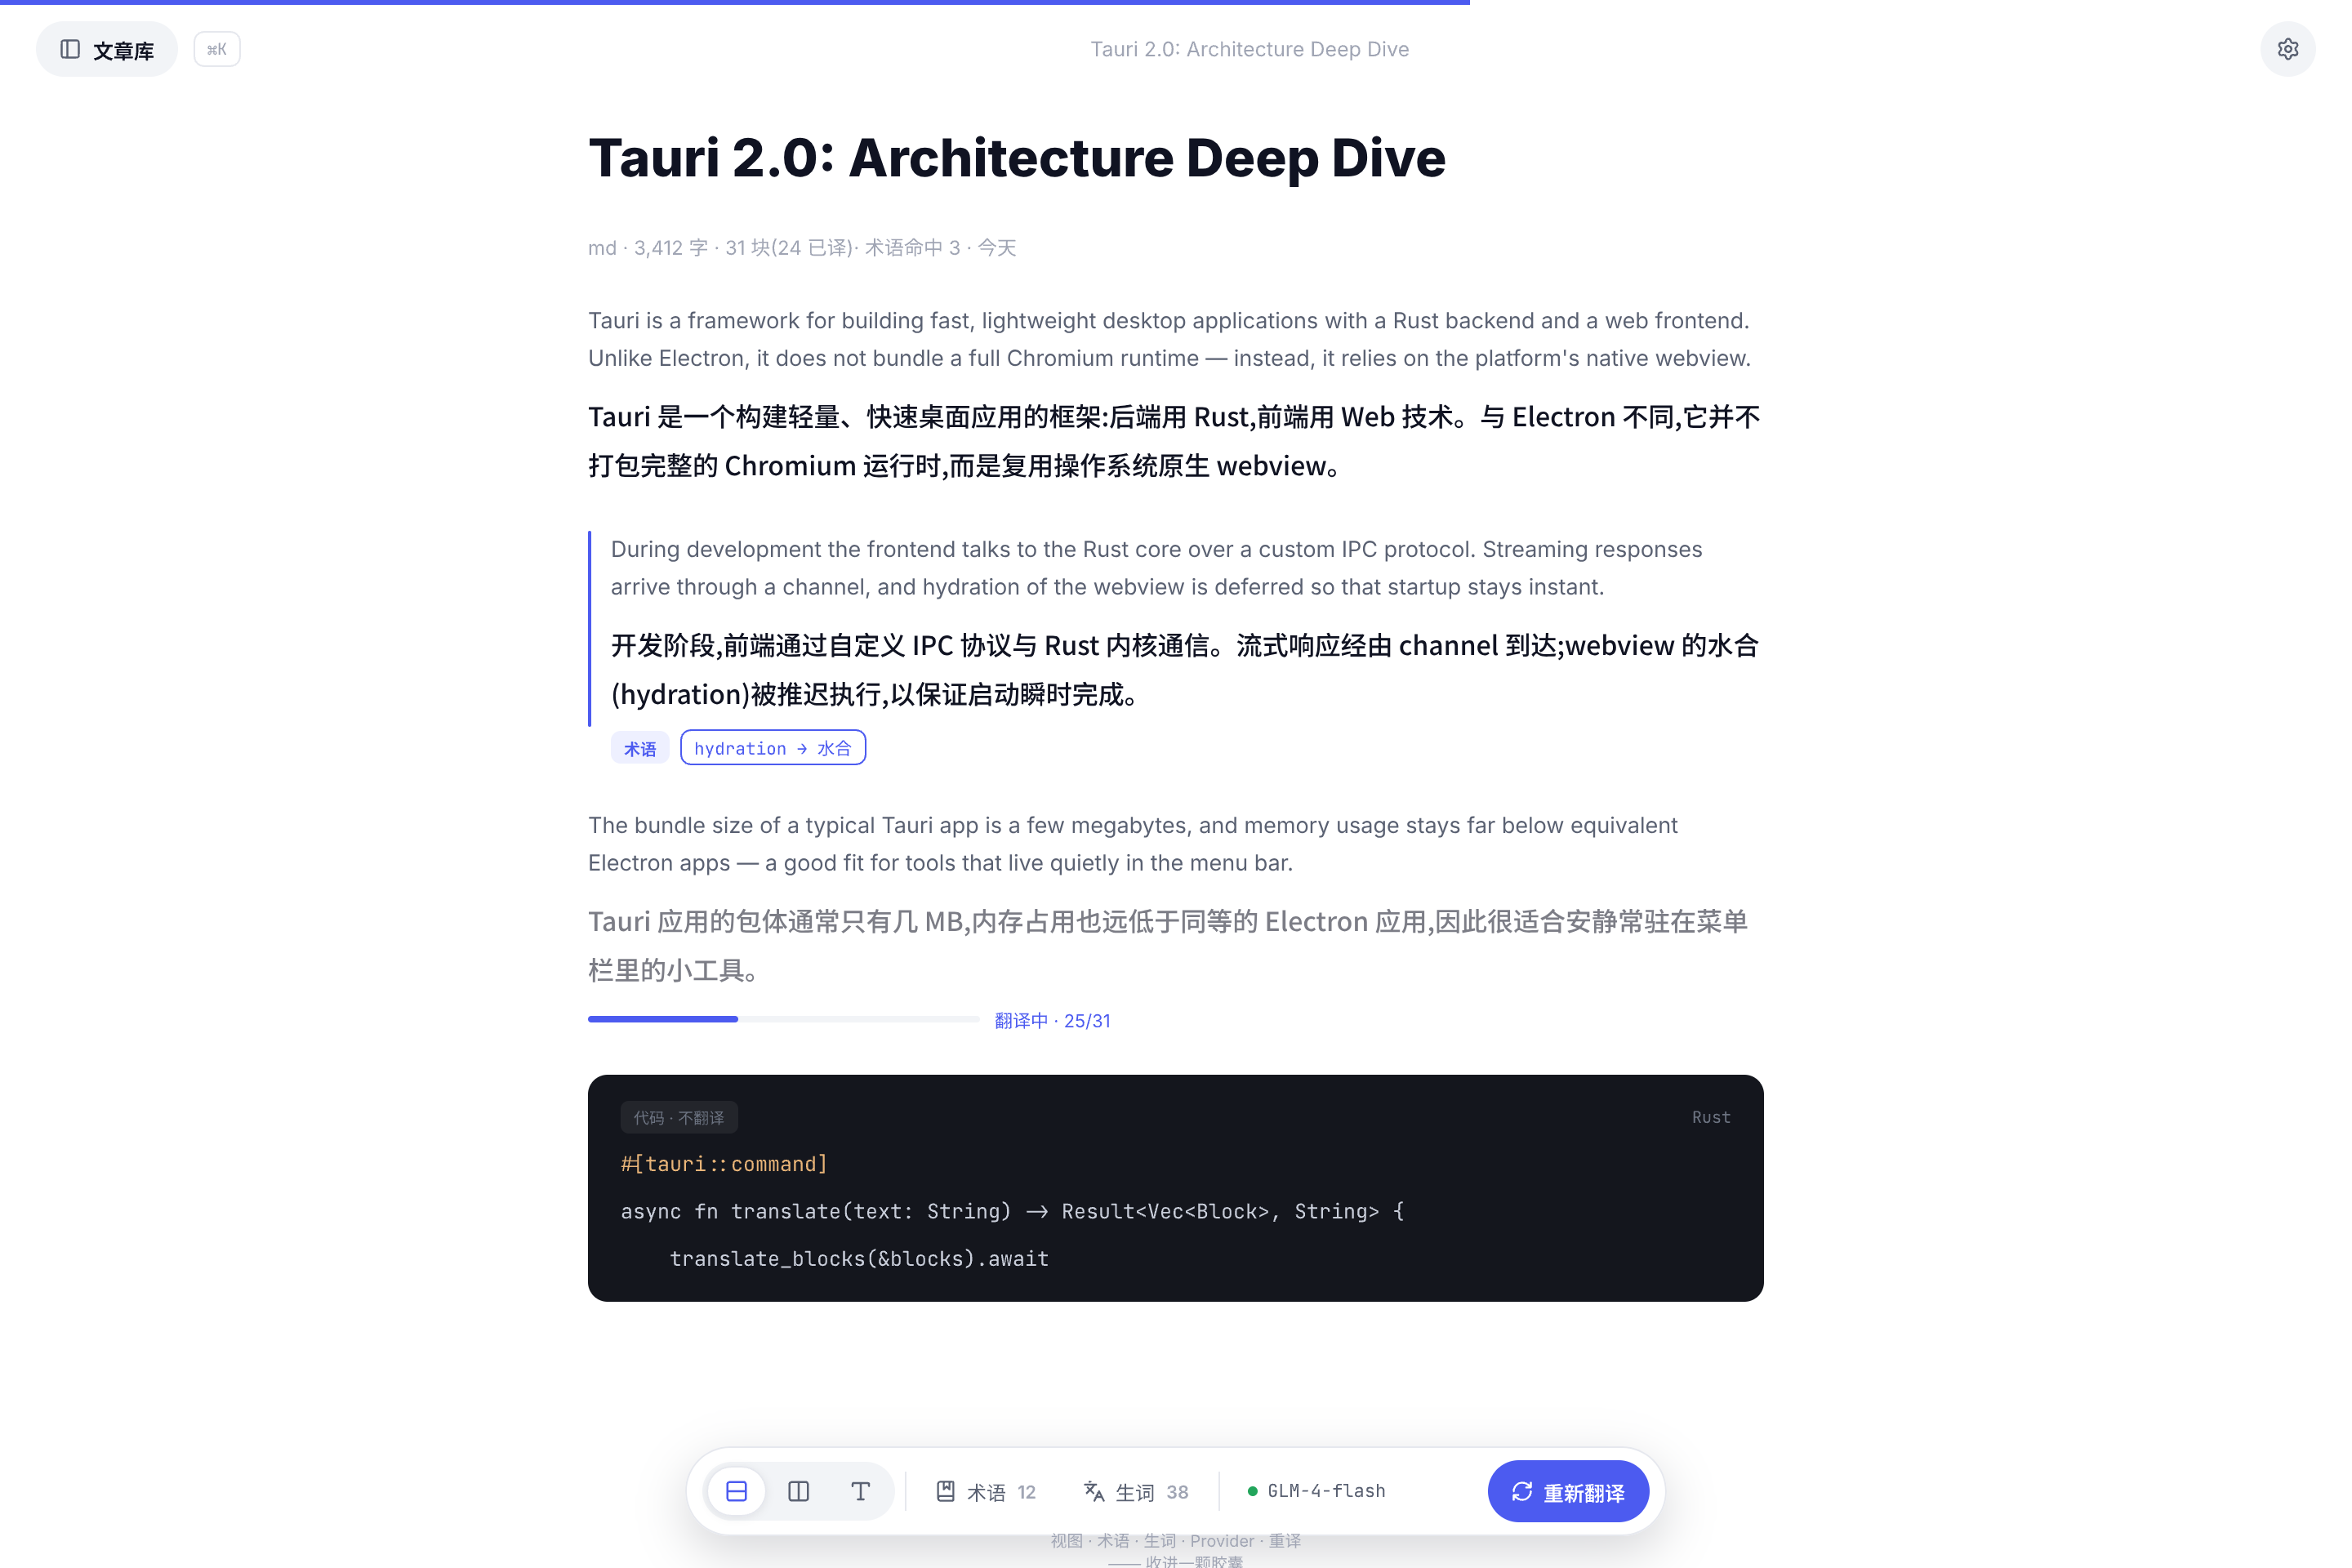 文章库 ⌘K
Tauri 2.0: Architecture Deep Dive
Tauri 2.0: Architecture Deep Dive
md · 3,412 字 · 31 块(24 已译)· 术语命中 3 · 今天
Tauri is a framework for building fast, lightweight desktop applications with a Rust backend and a web frontend.
Unlike Electron, it does not bundle a full Chromium runtime — instead, it relies on the platform's native webview.
Tauri 是一个构建轻量、快速桌面应用的框架:后端用 Rust,前端用 Web 技术。与 Electron 不同,它并不
打包完整的 Chromium 运行时,而是复用操作系统原生 webview。
During development the frontend talks to the Rust core over a custom IPC protocol. Streaming responses
arrive through a channel, and hydration of the webview is deferred so that startup stays instant.
开发阶段,前端通过自定义 IPC 协议与 Rust 内核通信。流式响应经由 channel 到达;webview 的水合
(hydration)被推迟执行,以保证启动瞬时完成。
术语 hydration → 水合
The bundle size of a typical Tauri app is a few megabytes, and memory usage stays far below equivalent
Electron apps — a good fit for tools that live quietly in the menu bar.
Tauri 应用的包体通常只有几 MB,内存占用也远低于同等的 Electron 应用,因此很适合安静常驻在菜单
栏里的小工具。
翻译中 · 25/31
代码 · 不翻译 Rust
#[tauri::command]
async fn translate(text: String) -> Result<Vec<Block>, String> {
    translate_blocks(&blocks).await
术语 12 生词 38 GLM-4-flash 重新翻译
视图 · 术语 · 生词 · Provider · 重译
—— 收进一颗胶囊